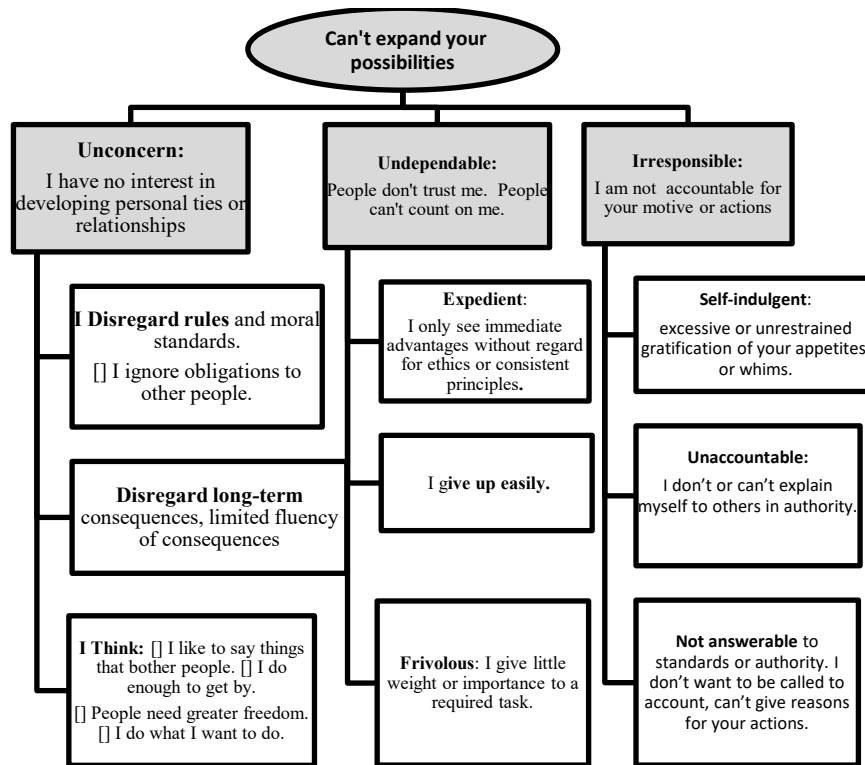 Can't expand your
possibilities
Unconcern:
I have no interest in
developing personal ties or
relationships
Undependable:
People don't trust me. People
can't count on me.
Irresponsible:
I am not accountable for
your motive or actions
I Disregard rules and moral
standards.
[] I ignore obligations to
other people.
Expedient:
I only see immediate
advantages without regard
for ethics or consistent
principles.
Self-indulgent:
excessive or unrestrained
gratification of your appetites
or whims.
Disregard long-term
consequences, limited fluency
of consequences
I give up easily.
Unaccountable:
I don’t or can’t explain
myself to others in authority.
I Think: [] I like to say things
that bother people. [] I do
enough to get by.
[] People need greater freedom.
[] I do what I want to do.
Frivolous: I give little
weight or importance to a
required task.
Not answerable to
standards or authority. I
don’t want to be called to
account, can’t give reasons
for your actions.